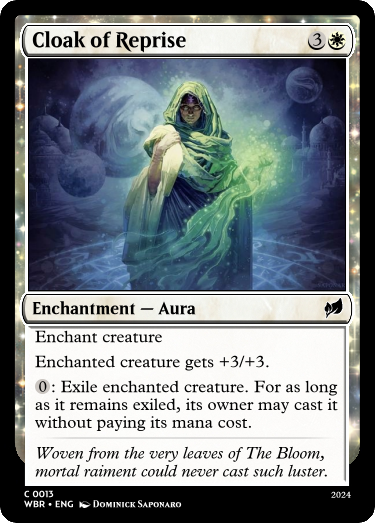 Cloak of Reprise 3
Enchantment — Aura
Enchant creature
Enchanted creature gets +3/+3.
0: Exile enchanted creature. For as long
as it remains exiled, its owner may cast it
without paying its mana cost.
Woven from the very leaves of The Bloom,
mortal raiment could never cast such luster.
C 0013 2024
WBR • ENG Dominick Saponaro